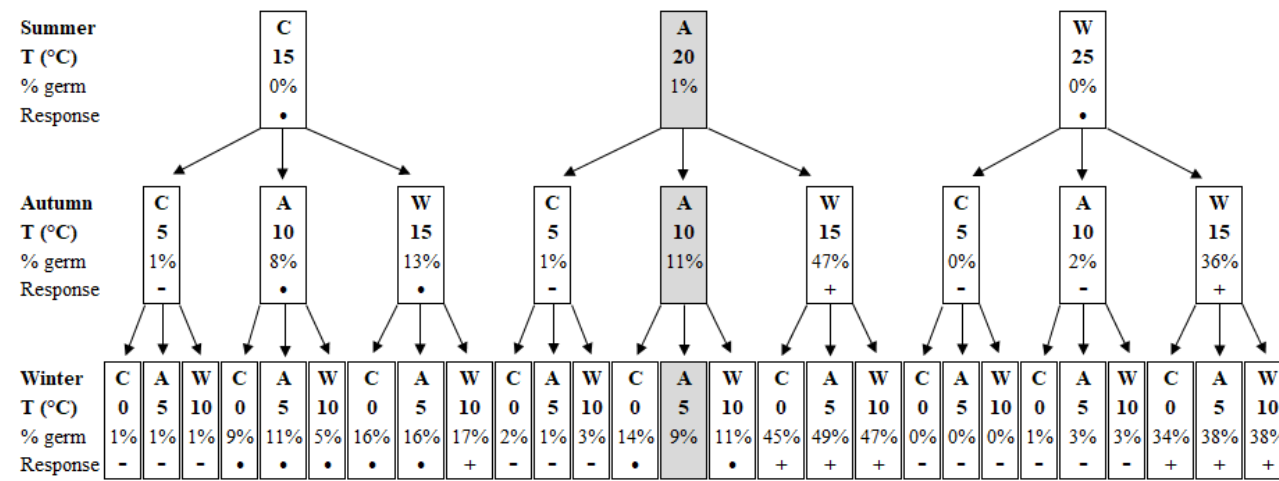 Summer C A W
T (°C) 15 20 25
% germ 0% 1% 0%
Response • •
Autumn C A W C A W C A W
T (°C) 5 10 15 5 10 15 5 10 15
% germ 1% 8% 13% 1% 11% 47% 0% 2% 36%
Response - • • - + - - +
Winter C A W C A W C A W C A W C A W C A W C A W C A W C A W
T (°C) 0 5 10 0 5 10 0 5 10 0 5 10 0 5 10 0 5 10 0 5 10 0 5 10 0 5 10
% germ 1% 1% 1% 9% 11% 5% 16% 16% 17% 2% 1% 3% 14% 9% 11% 45% 49% 47% 0% 0% 0% 1% 3% 3% 34% 38% 38%
Response - - - • • • • • + - - - • • + + + - - - - - - + + +